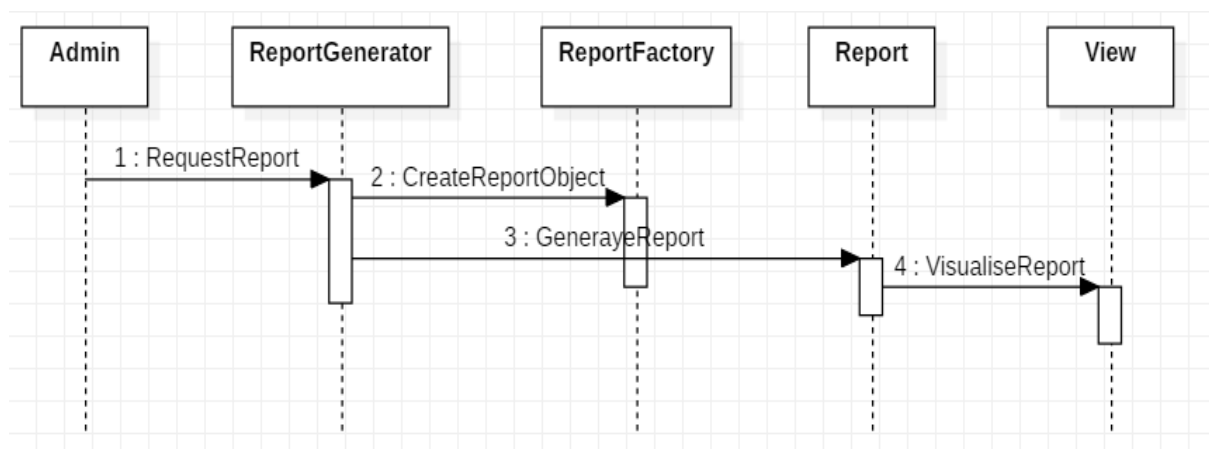 Admin
ReportGenerator
ReportFactory
Report
View
1 : RequestReport
2 : CreateReportObject
3 : GenerayeReport
4 : VisualiseReport